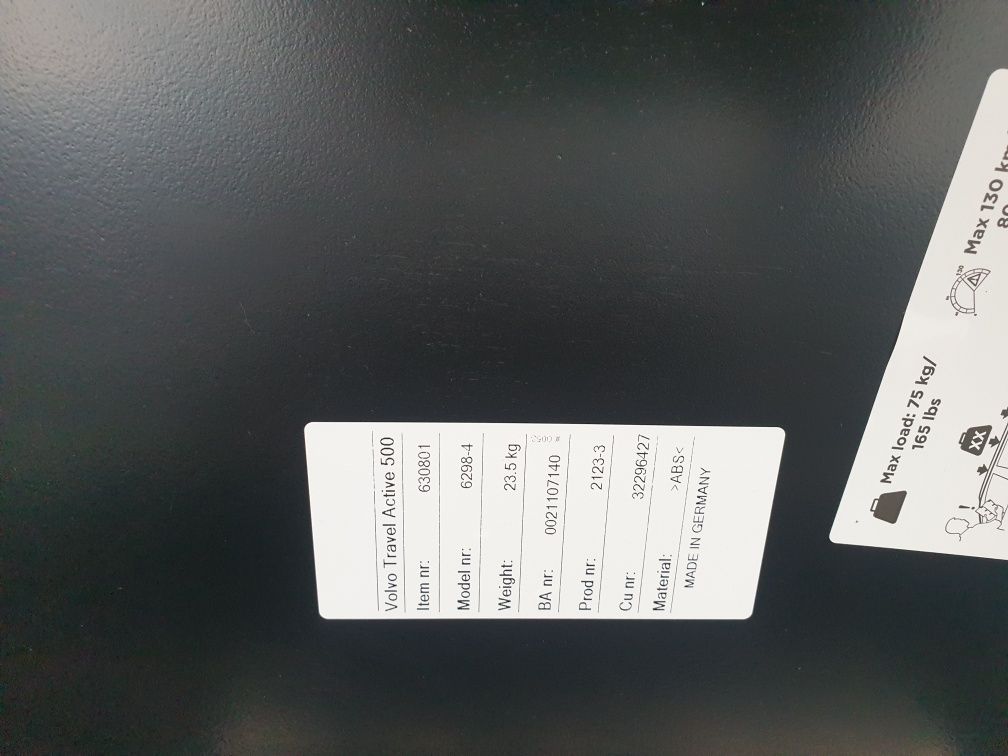 Volvo Travel Active 500
Item nr: 630801
Model nr: 6298-4
Weight: 23.5 kg
BA nr: 0021107140
Prod nr: 2123-3
Cu nr: 32296427
Material: >ABS<
MADE IN GERMANY
Max load: 75 kg/
165 lbs
XX
!
Max 130
130